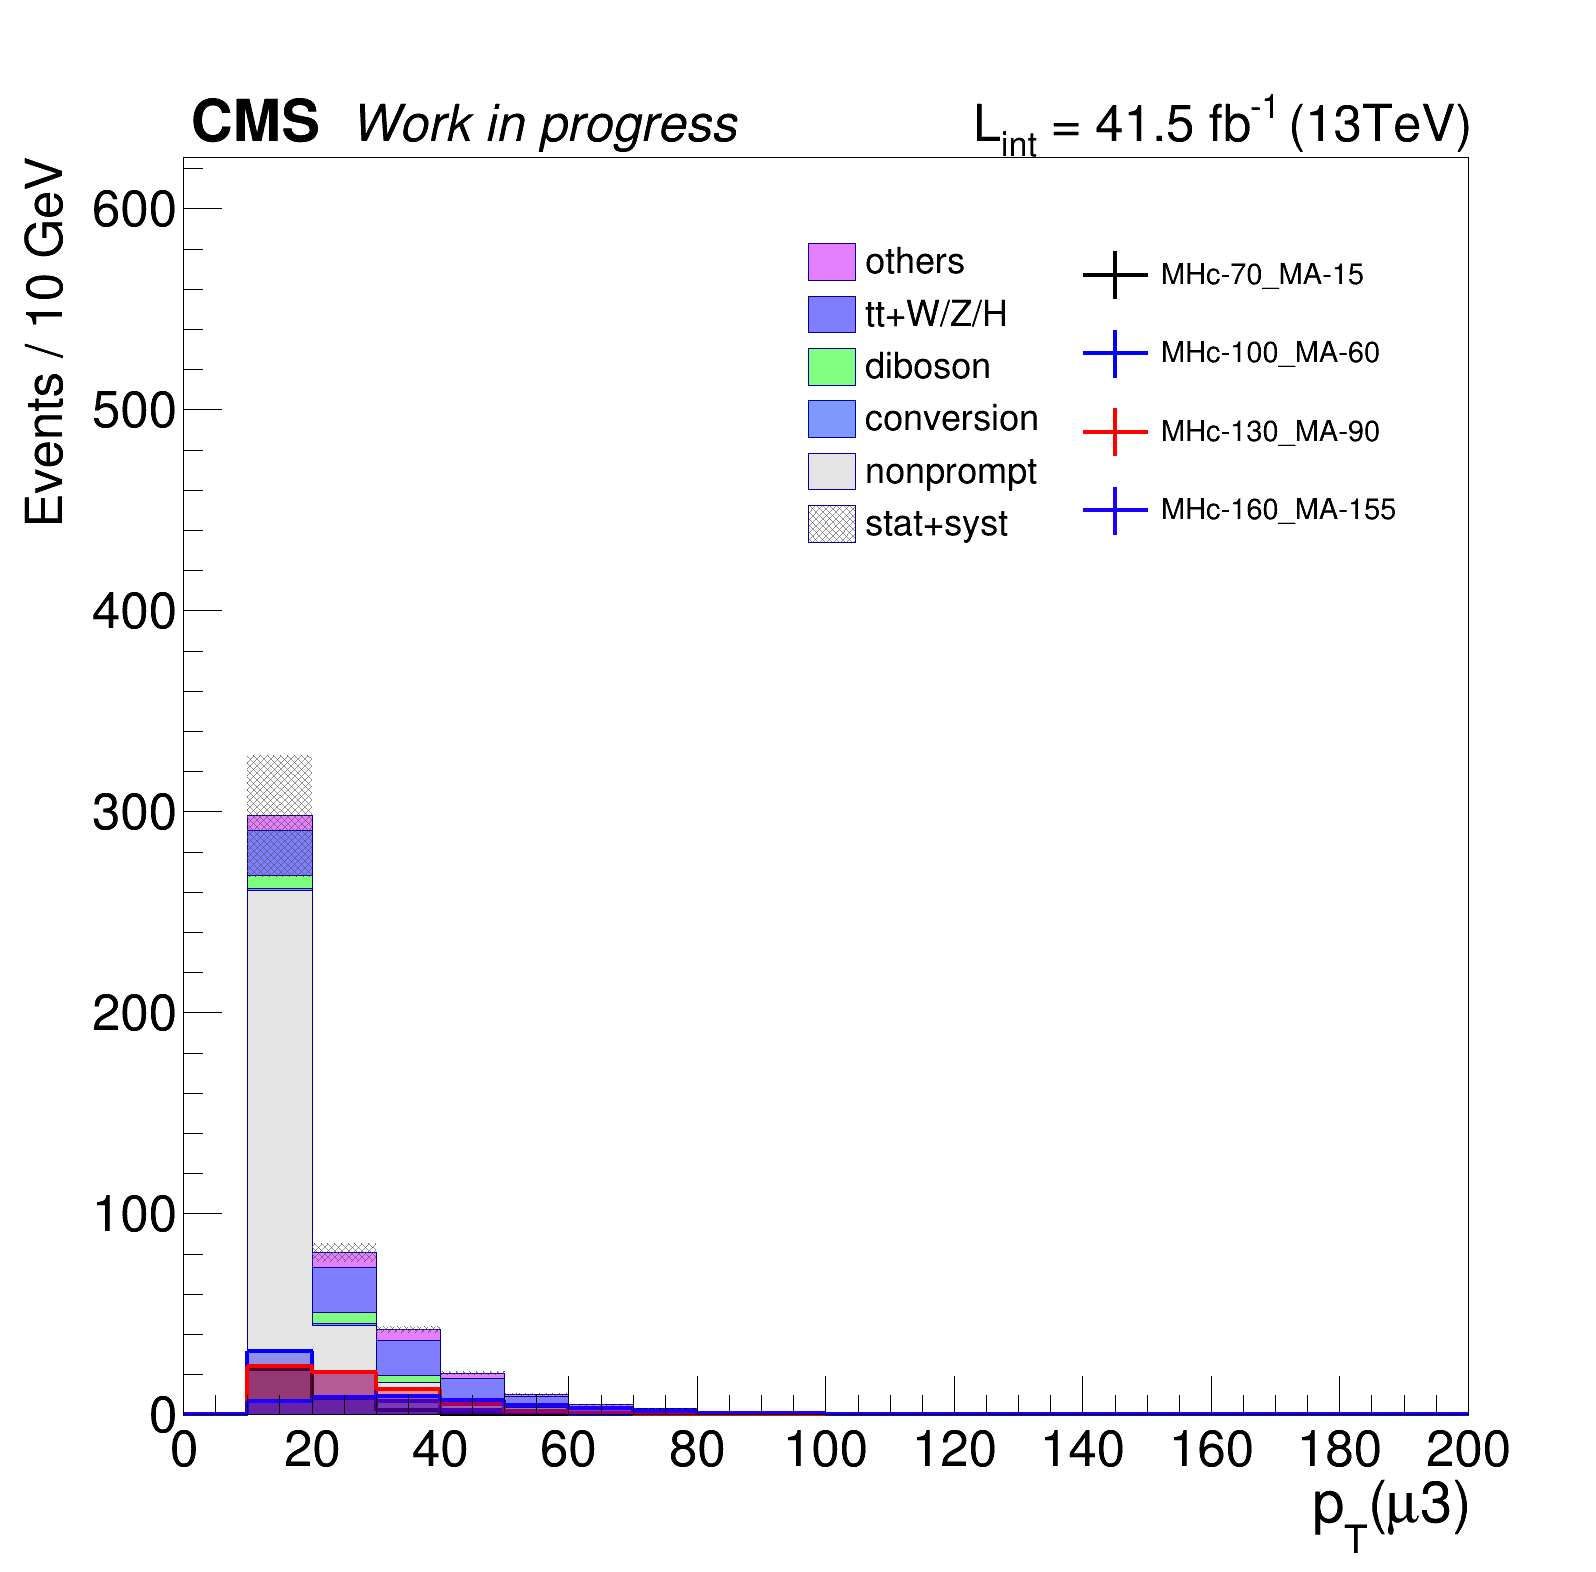 CMS Work in progress
L_int = 41.5 fb^-1 (13TeV)
Events / 10 GeV
600
500
400
300
200
100
0
others
tt+W/Z/H
diboson
conversion
nonprompt
stat+syst
MHc-70_MA-15
MHc-100_MA-60
MHc-130_MA-90
MHc-160_MA-155
0 20 40 60 80 100 120 140 160 180 200
p_T(μ3)